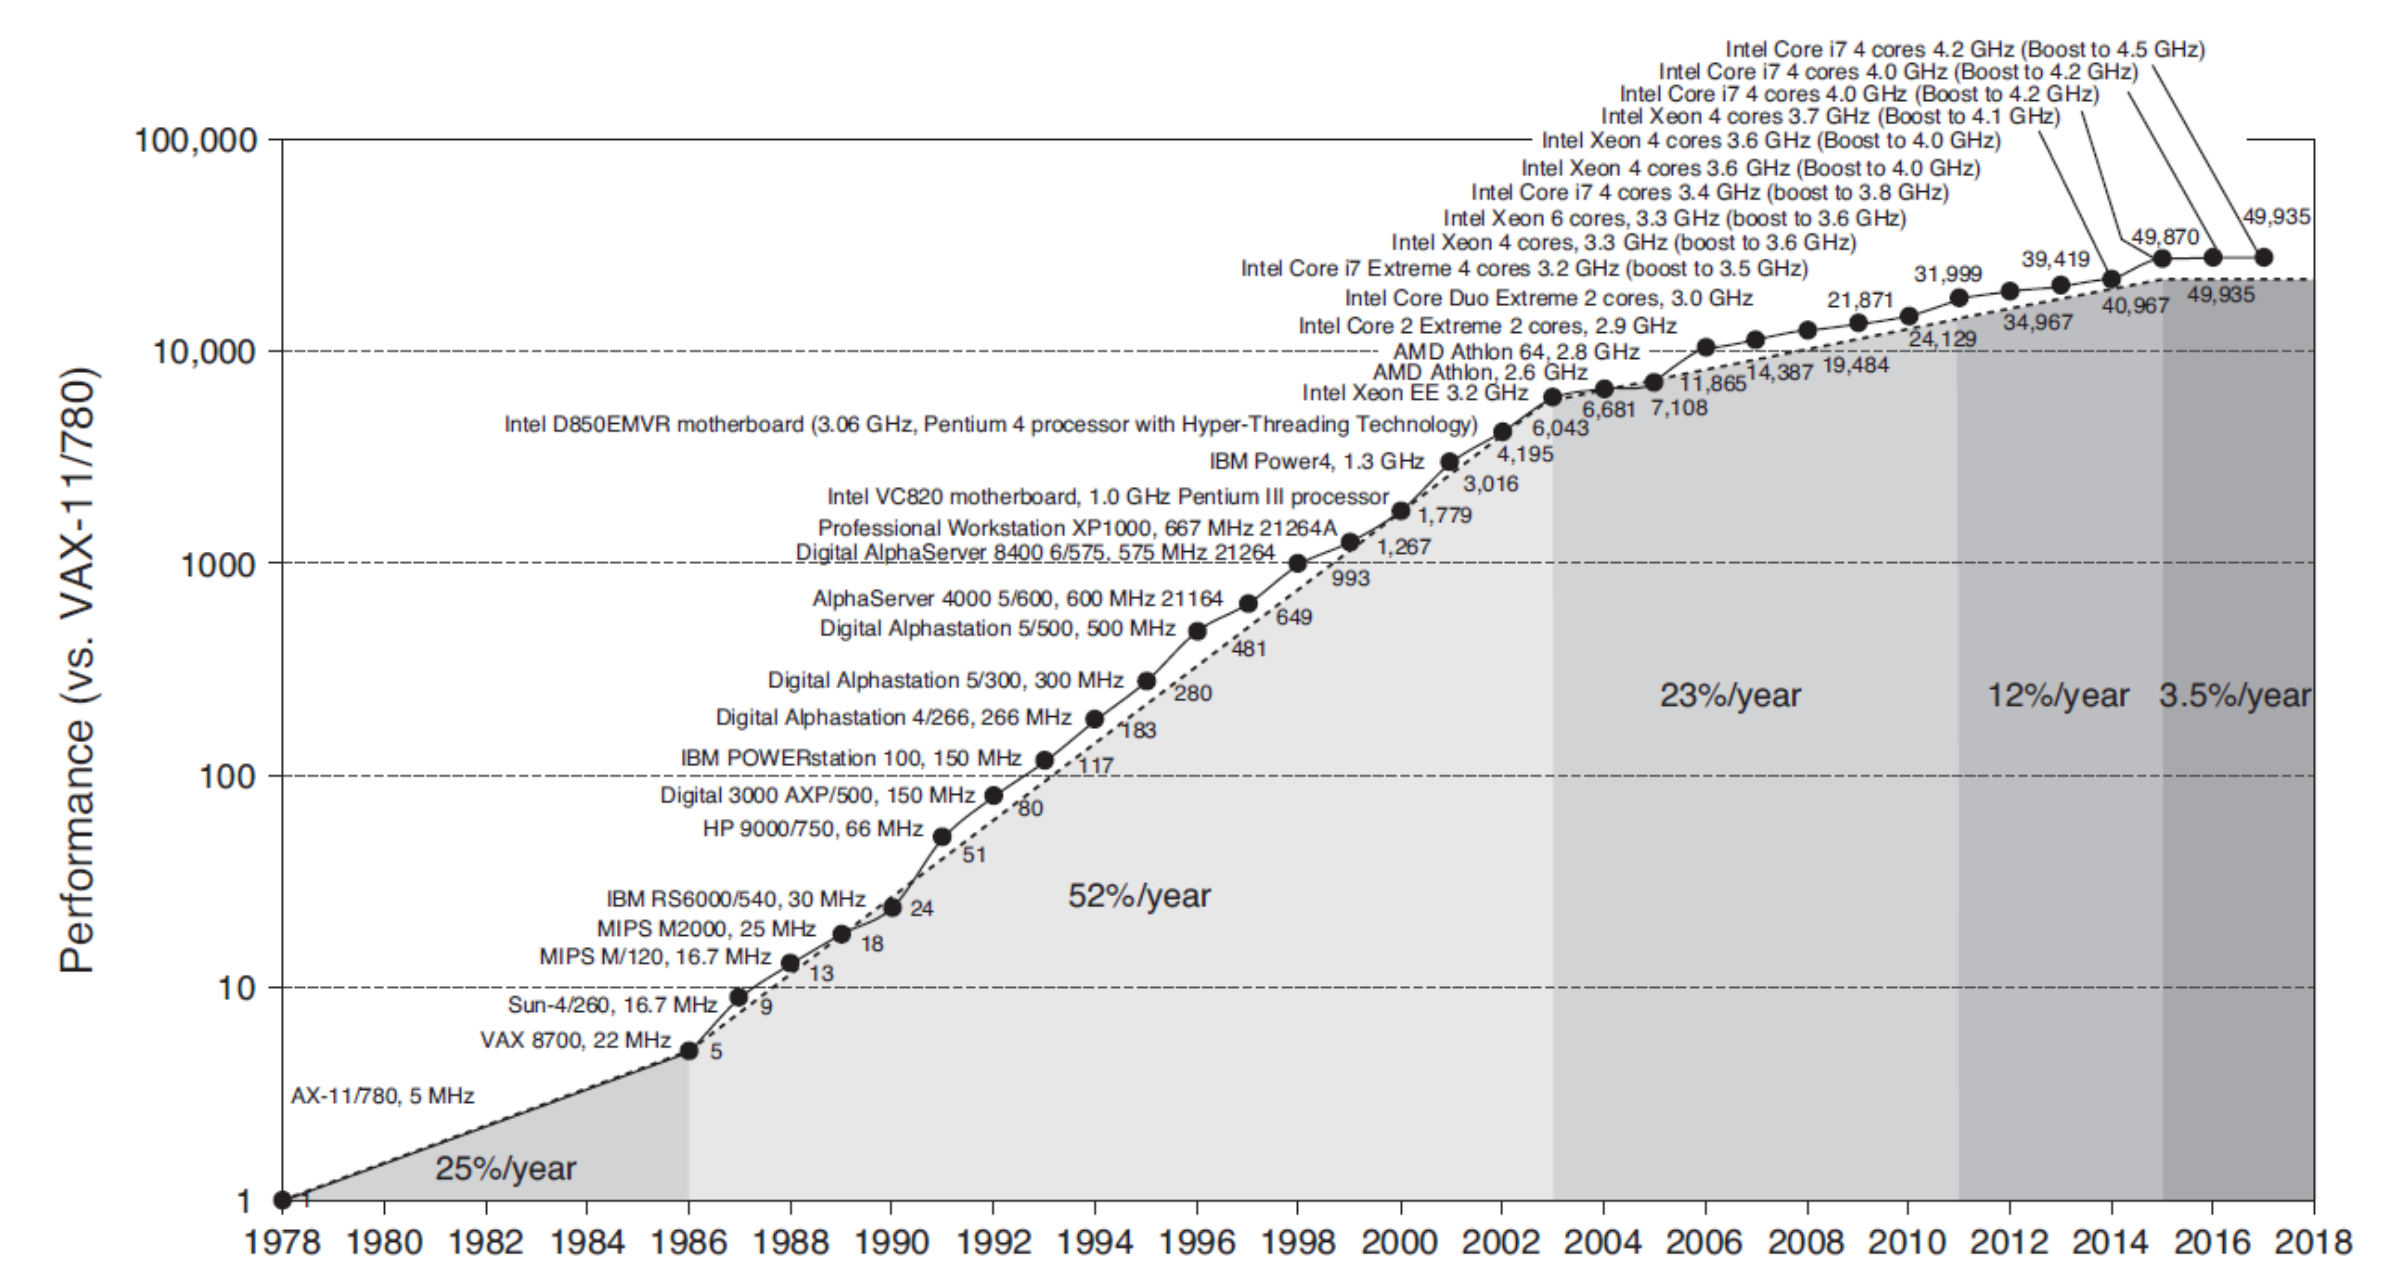 Intel Core i7 4 cores 4.2 GHz (Boost to 4.5 GHz)
Intel Core i7 4 cores 4.0 GHz (Boost to 4.2 GHz)
Intel Core i7 4 cores 4.0 GHz (Boost to 4.2 GHz)
Intel Xeon 4 cores 3.7 GHz (Boost to 4.1 GHz)
100,000
Intel Xeon 4 cores 3.6 GHz (Boost to 4.0 GHz)
Intel Xeon 4 cores 3.6 GHz (Boost to 4.0 GHz)
Intel Core i7 4 cores 3.4 GHz (boost to 3.8 GHz)
Intel Xeon 6 cores, 3.3 GHz (boost to 3.6 GHz)
49,935
Intel Xeon 4 cores, 3.3 GHz (boost to 3.6 GHz)
49,870
39,419
Intel Core i7 Extreme 4 cores 3.2 GHz (boost to 3.5 GHz)
31,999
Intel Core Duo Extreme 2 cores, 3.0 GHz
21,871
49,935
40,967
Intel Core 2 Extreme 2 cores, 2.9 GHz
34,967
24,129
10,000
AMD Athlon 64, 2.8 GHz
19,484
AMD Athlon, 2.6 GHz
14,387
11,865
Intel Xeon EE 3.2 GHz
7,108
6,681
Intel D850EMVR motherboard (3.06 GHz, Pentium 4 processor with Hyper-Threading Technology)
6,043
4,195
IBM Power4, 1.3 GHz
3,016
Intel VC820 motherboard, 1.0 GHz Pentium III processor
1,779
Professional Workstation XP1000, 667 MHz 21264A
1,267
Digital AlphaServer 8400 6/575, 575 MHz 21264
1000
993
AlphaServer 4000 5/600, 600 MHz 21164
649
Digital Alphastation 5/500, 500 MHz
481
Digital Alphastation 5/300, 300 MHz
280
23%/year
12%/year
3.5%/year
Digital Alphastation 4/266, 266 MHz
183
IBM POWERstation 100, 150 MHz
117
100
Digital 3000 AXP/500, 150 MHz
80
HP 9000/750, 66 MHz
51
52%/year
IBM RS6000/540, 30 MHz
24
MIPS M2000, 25 MHz
18
MIPS M/120, 16.7 MHz
13
10
Sun-4/260, 16.7 MHz
9
VAX 8700, 22 MHz
5
AX-11/780, 5 MHz
25%/year
1
1
Performance (vs. VAX-11/780)
1978 1980 1982 1984 1986 1988 1990 1992 1994 1996 1998 2000 2002 2004 2006 2008 2010 2012 2014 2016 2018